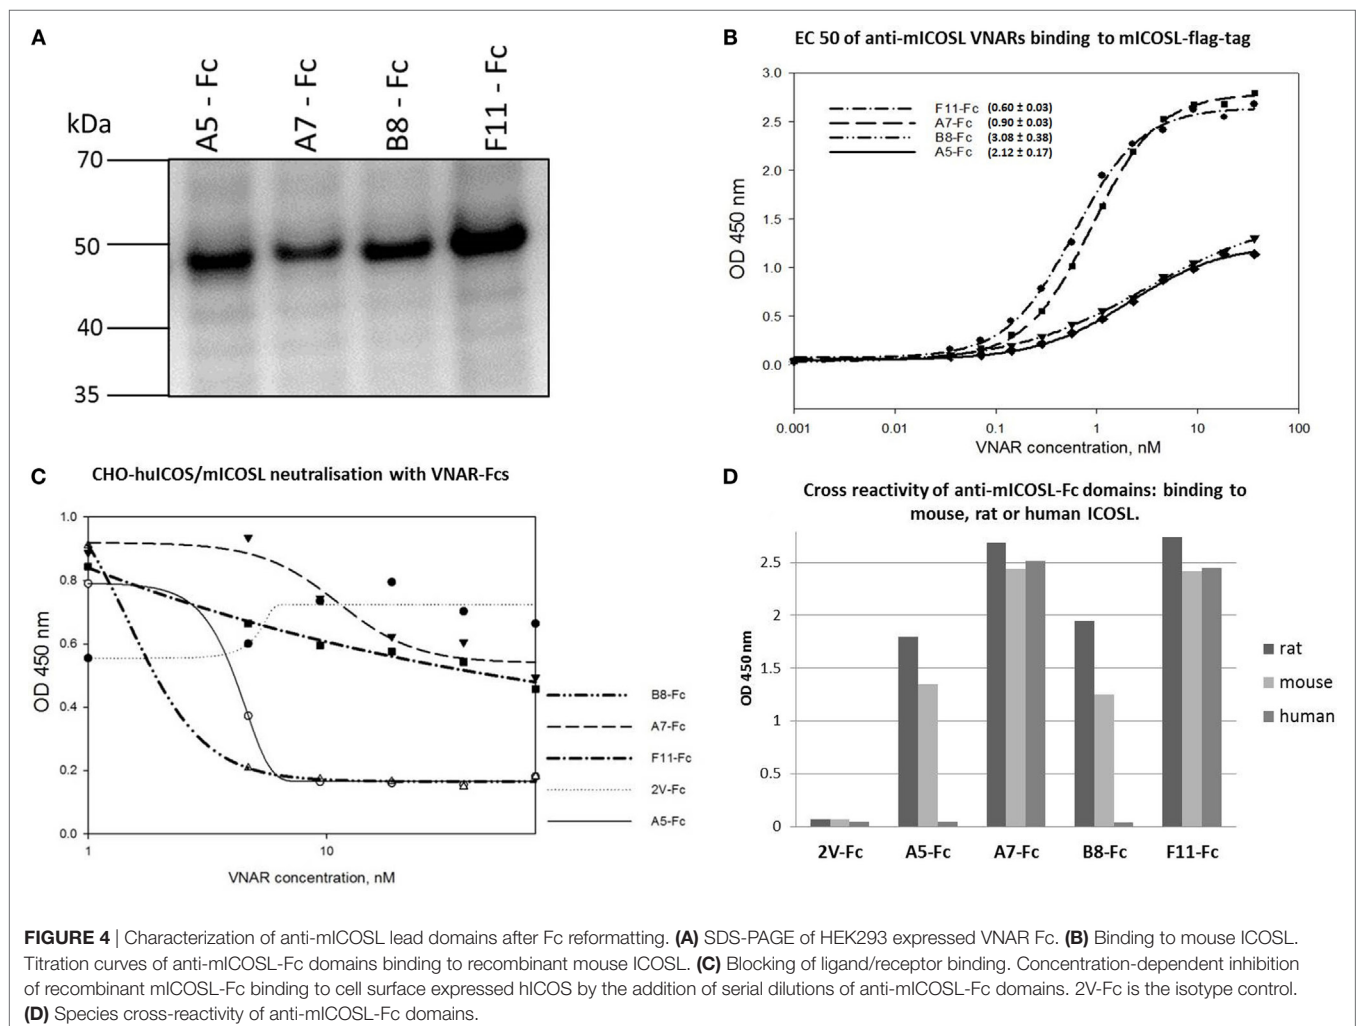 A
A5 - Fc
A7 - Fc
B8 - Fc
F11 - Fc
kDa
70
50
40
35
B
EC 50 of anti-mICOSL VNARs binding to mICOSL-flag-tag
3.0
2.5
2.0
1.5
1.0
0.5
0.0
OD 450 nm
F11-Fc (0.60 ± 0.03)
A7-Fc (0.90 ± 0.03)
B8-Fc (3.08 ± 0.38)
A5-Fc (2.12 ± 0.17)
0.001 0.01 0.1 1 10 100
VNAR concentration, nM
C
CHO-huICOS/mICOSL neutralisation with VNAR-Fcs
1.0
0.8
0.6
0.4
0.2
0.0
OD 450 nm
1 10
VNAR concentration, nM
B8-Fc
A7-Fc
F11-Fc
2V-Fc
A5-Fc
D
Cross reactivity of anti-mICOSL-Fc domains: binding to
mouse, rat or human ICOSL.
2.5
2
1.5
1
0.5
0
OD 450 nm
2V-Fc A5-Fc A7-Fc B8-Fc F11-Fc
rat
mouse
human
FIGURE 4 | Characterization of anti-mICOSL lead domains after Fc reformatting. (A) SDS-PAGE of HEK293 expressed VNAR Fc. (B) Binding to mouse ICOSL.
Titration curves of anti-mICOSL-Fc domains binding to recombinant mouse ICOSL. (C) Blocking of ligand/receptor binding. Concentration-dependent inhibition
of recombinant mICOSL-Fc binding to cell surface expressed hICOS by the addition of serial dilutions of anti-mICOSL-Fc domains. 2V-Fc is the isotype control.
(D) Species cross-reactivity of anti-mICOSL-Fc domains.